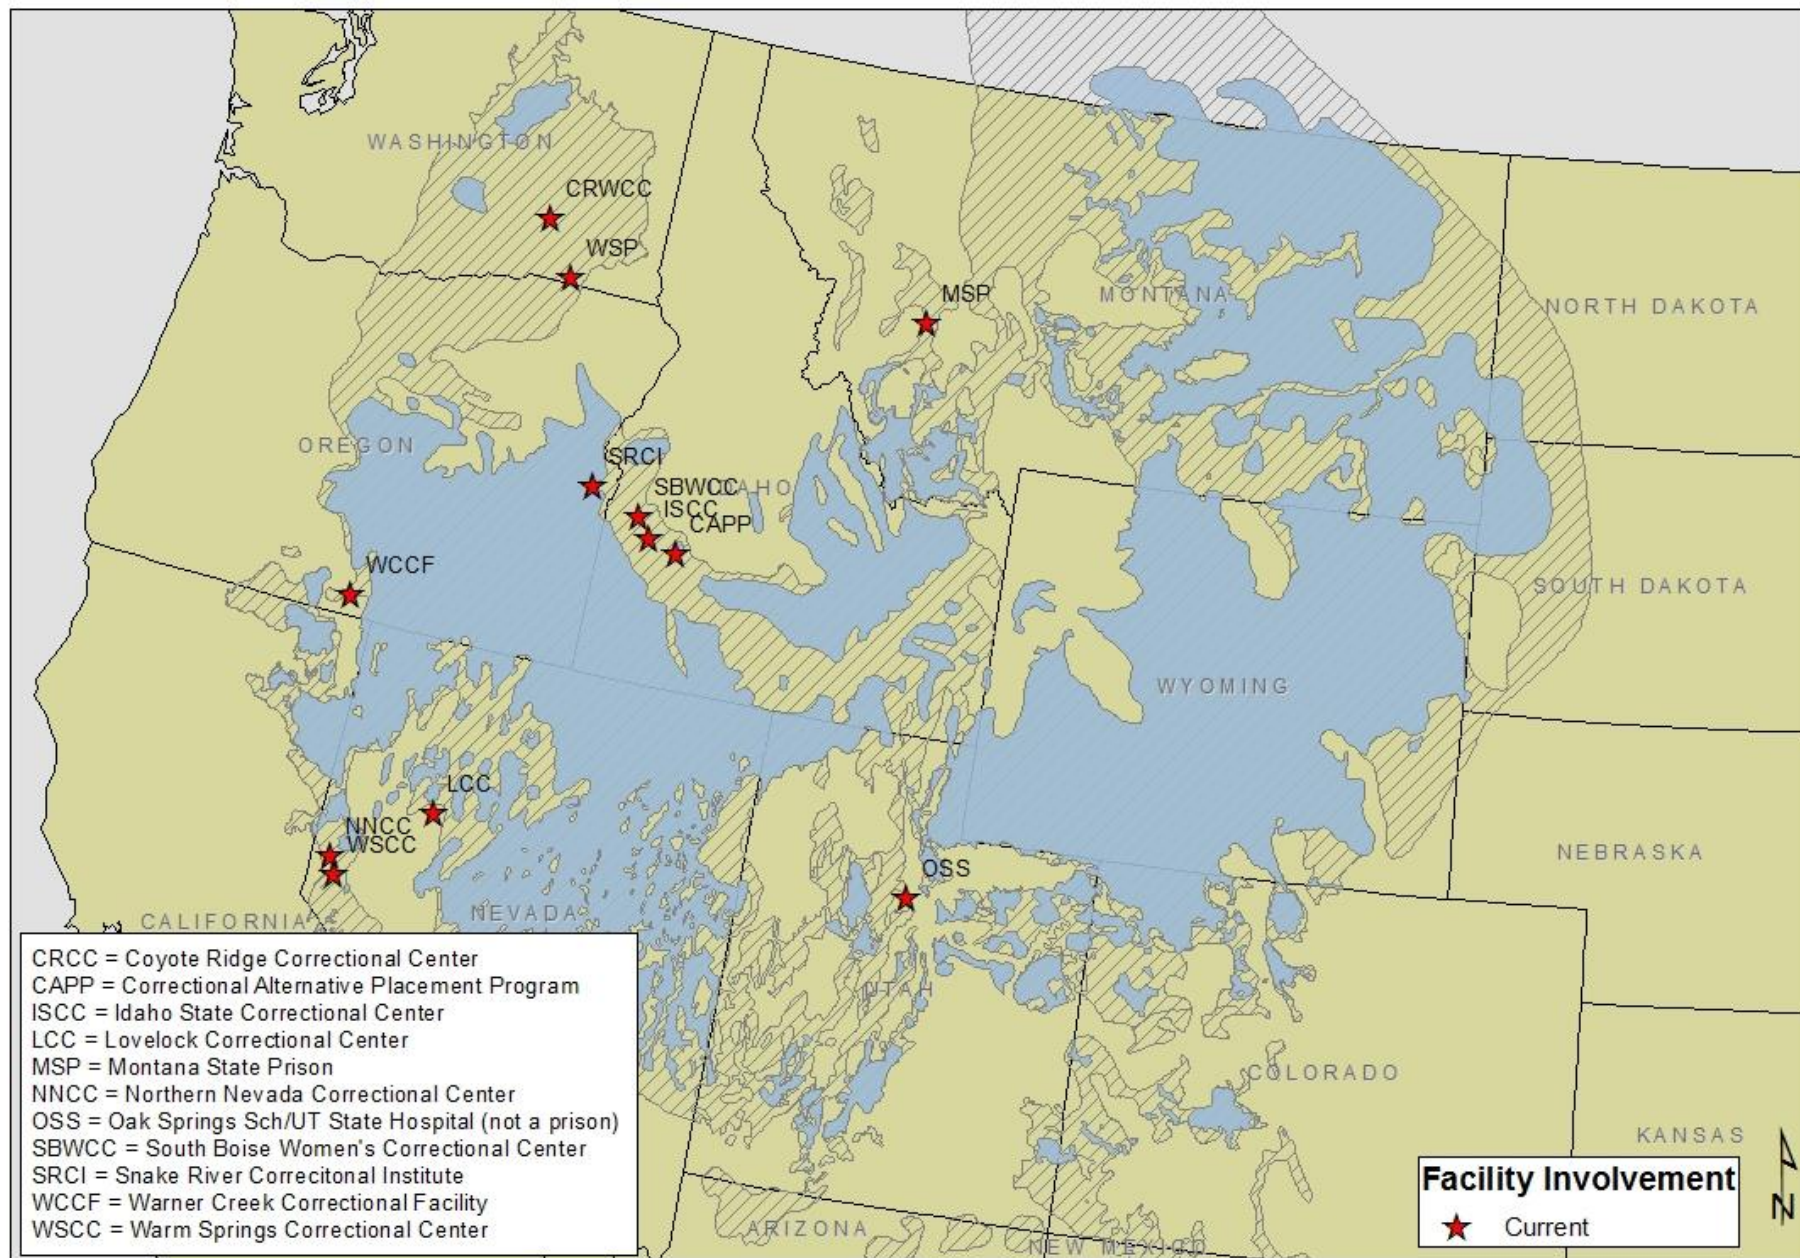 WASHINGTON
CRWCC
WSP
MSP
MONTANA
NORTH DAKOTA
OREGON
SRCI
SBWCC
IDAHO
ISCC
CAPP
WCCF
SOUTH DAKOTA
WYOMING
LCC
NNCC
WSCC
OSS
NEBRASKA
CALIFORNIA
NEVADA
UTAH
COLORADO
KANSAS
ARIZONA
NEW MEXICO
CRCC = Coyote Ridge Correctional Center
CAPP = Correctional Alternative Placement Program
ISCC = Idaho State Correctional Center
LCC = Lovelock Correctional Center
MSP = Montana State Prison
NNCC = Northern Nevada Correctional Center
OSS = Oak Springs Sch/UT State Hospital (not a prison)
SBWCC = South Boise Women's Correctional Center
SRCI = Snake River Correcitonal Institute
WCCF = Warner Creek Correctional Facility
WSCC = Warm Springs Correctional Center
Facility Involvement
Current
N